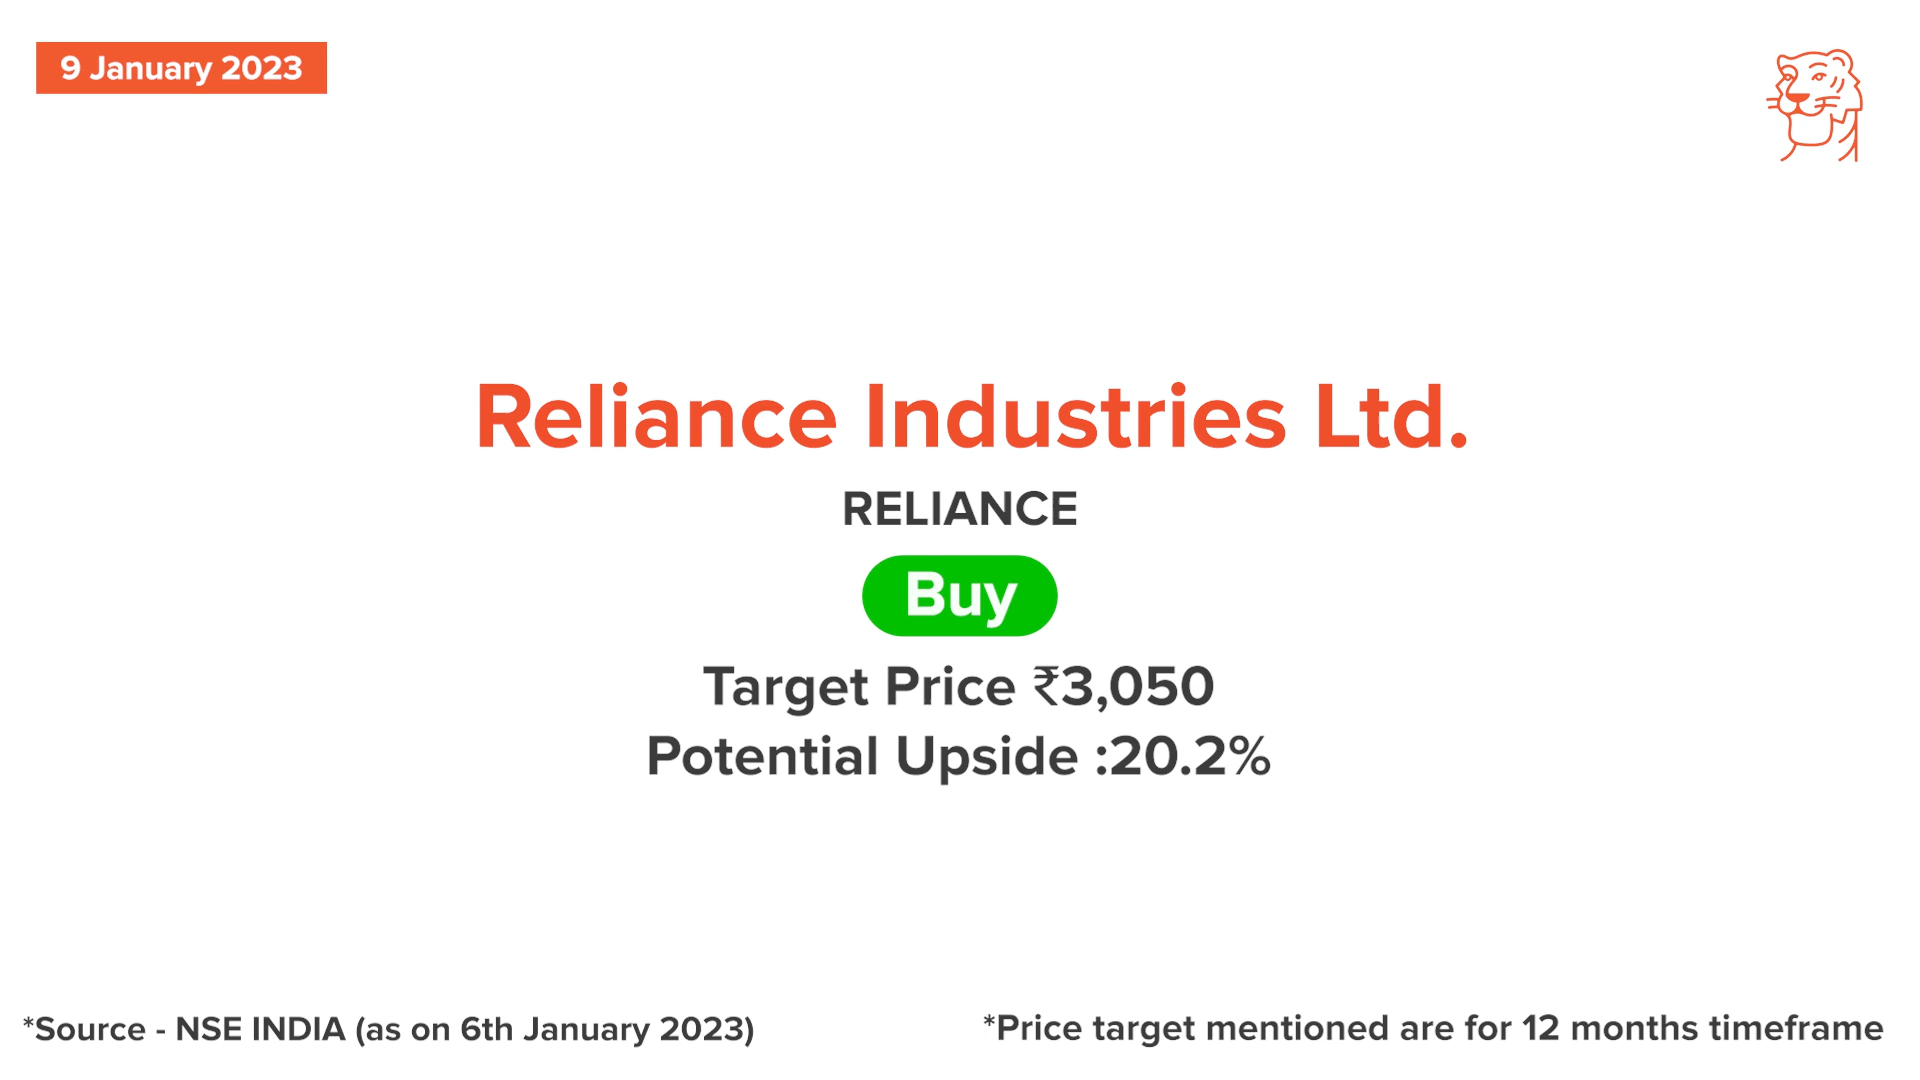 9 January 2023
Reliance Industries Ltd.
RELIANCE
Buy
Target Price ₹3,050
Potential Upside :20.2%
*Source - NSE INDIA (as on 6th January 2023)
*Price target mentioned are for 12 months timeframe